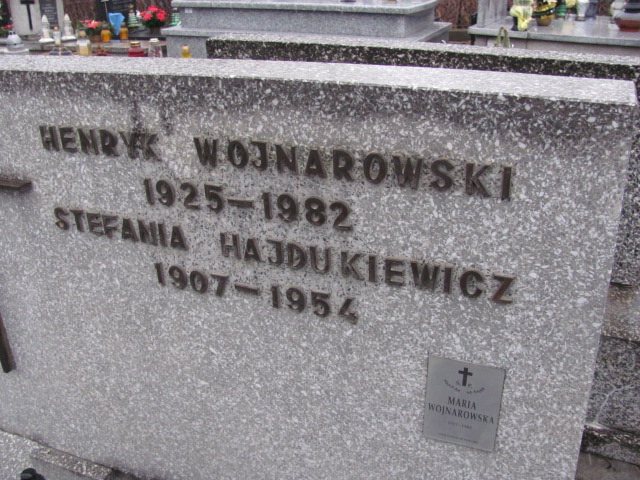 HENRYK WOJNAROWSKI
1925-1982
STEFANIA HAJDUKIEWICZ
1907-1954
MARIA
WOJNAROWSKA